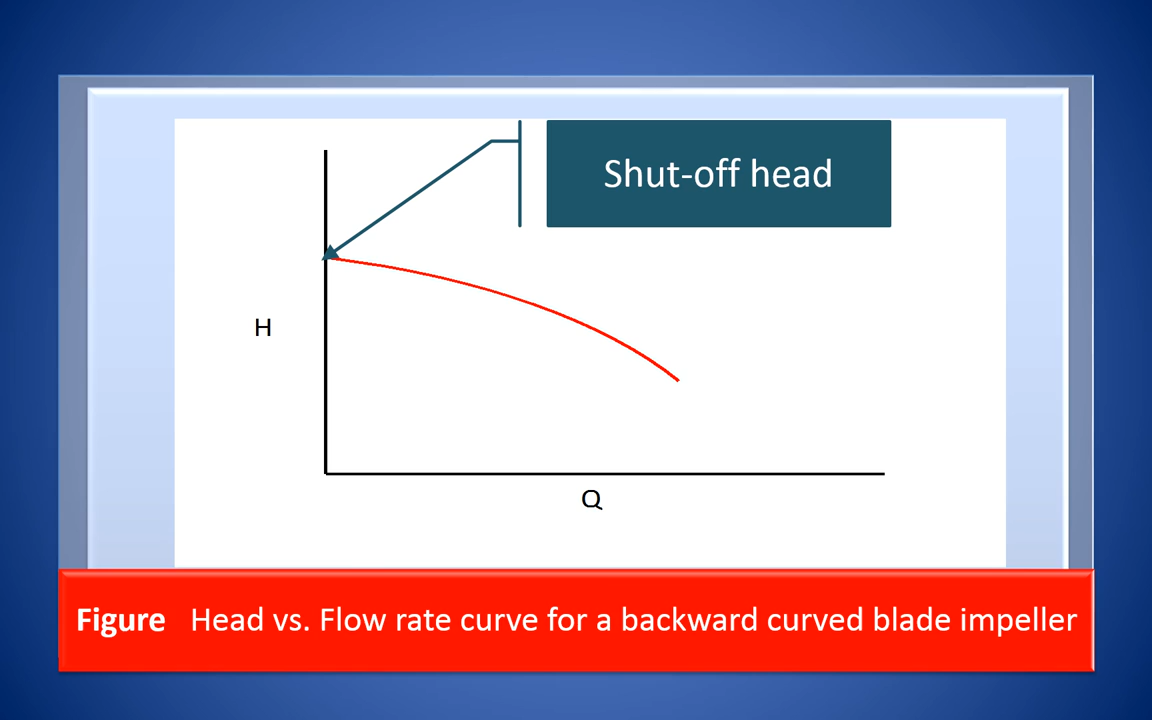 Shut-off head
H
Q
Figure Head vs. Flow rate curve for a backward curved blade impeller